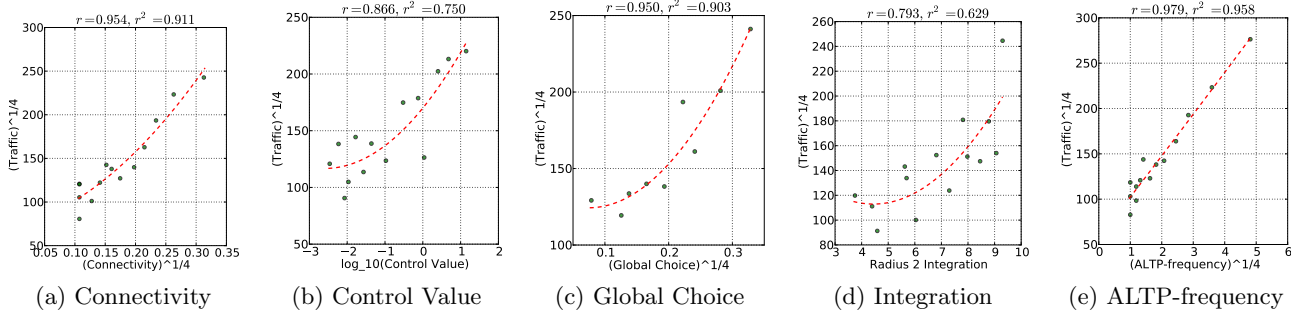 r =0.954, r² =0.911
(Traffic)^1/4
300
250
200
150
100
50
0.05 0.10 0.15 0.20 0.25 0.30 0.35
(Connectivity)^1/4
(a) Connectivity
r =0.866, r² =0.750
(Traffic)^1/4
250
200
150
100
50
−3 −2 −1 0 1 2
log_10(Control Value)
(b) Control Value
r =0.950, r² =0.903
(Traffic)^1/4
250
200
150
100
(Global Choice)^1/4
0.1 0.2 0.3
(c) Global Choice
r =0.793, r² =0.629
(Traffic)^1/4
260
240
220
200
180
160
140
120
100
80
3 4 5 6 7 8 9 10
Radius 2 Integration
(d) Integration
r =0.979, r² =0.958
(Traffic)^1/4
300
250
200
150
100
50
0 1 2 3 4 5 6
(ALTP-frequency)^1/4
(e) ALTP-frequency